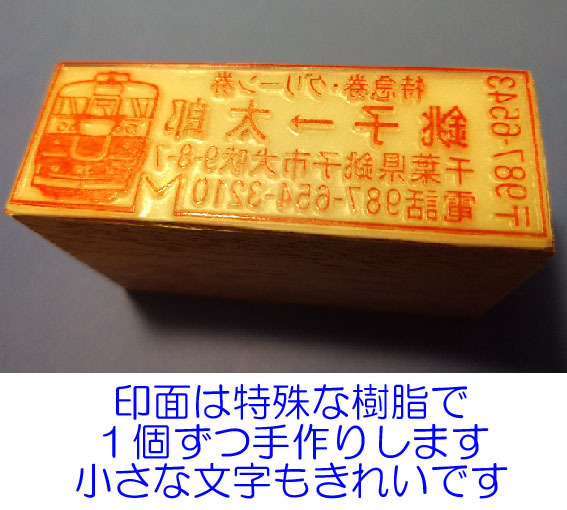 特急券・グリーン券
銚子→太郎
千葉県銚子市犬吠9-8-7
電話987-654-3210
〒987-6543
印面は特殊な樹脂で
１個ずつ手作りします
小さな文字もきれいです